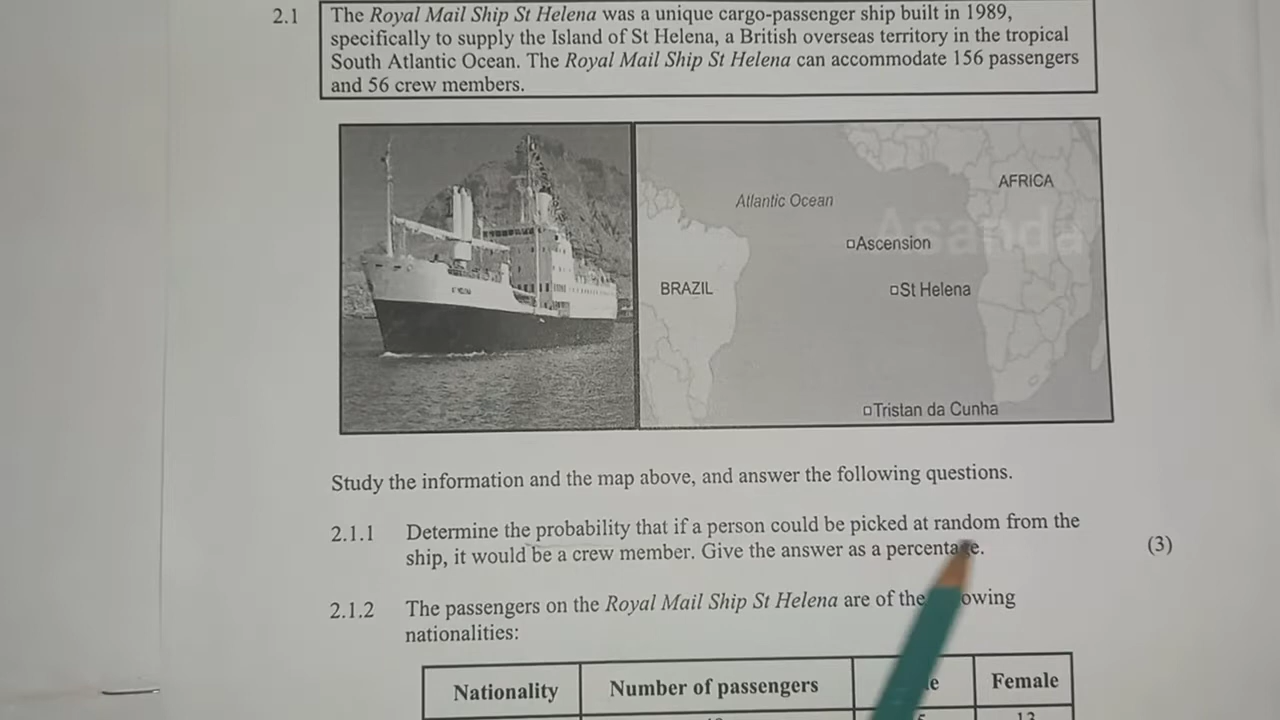 2.1 The Royal Mail Ship St Helena was a unique cargo-passenger ship built in 1989,
specifically to supply the Island of St Helena, a British overseas territory in the tropical
South Atlantic Ocean. The Royal Mail Ship St Helena can accommodate 156 passengers
and 56 crew members.
AFRICA
Atlantic Ocean
Asanda
Ascension
BRAZIL
St Helena
ST HELENA
Tristan da Cunha
Study the information and the map above, and answer the following questions.
2.1.1 Determine the probability that if a person could be picked at random from the
ship, it would be a crew member. Give the answer as a percentage. (3)
2.1.2 The passengers on the Royal Mail Ship St Helena are of the
nationalities:
Nationality Number of passengers Female
13